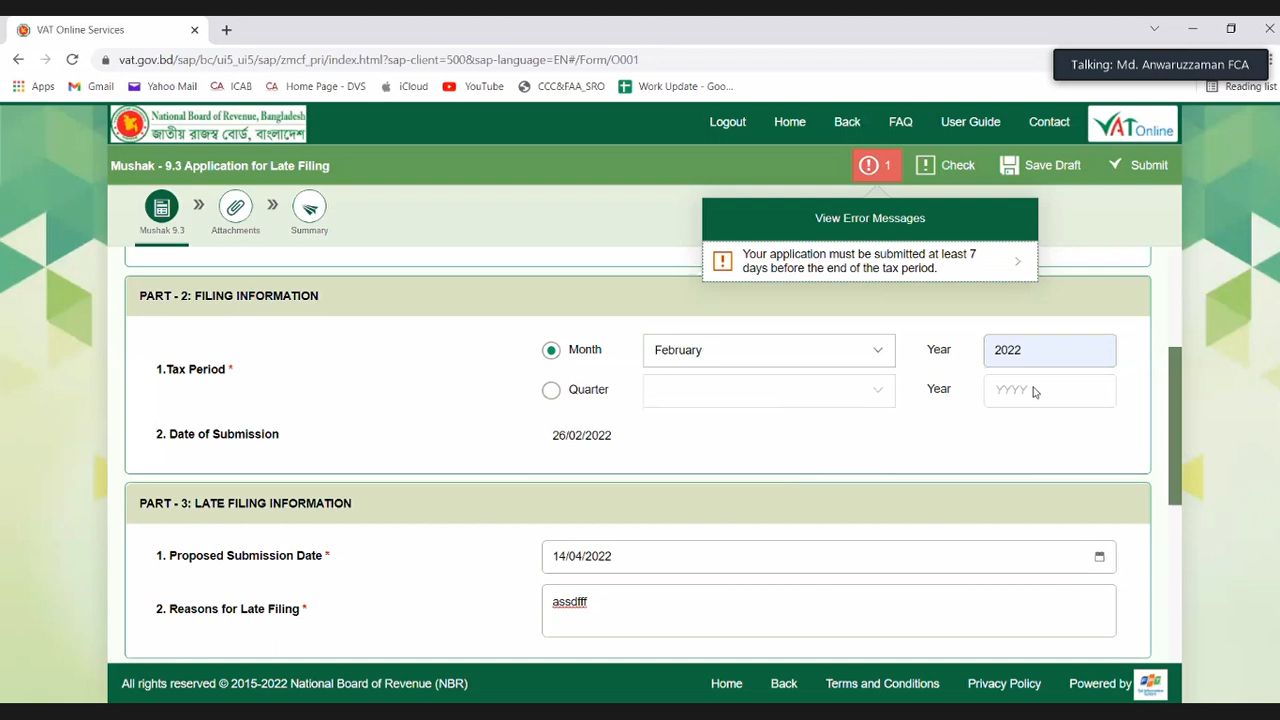 VAT Online Services
vat.gov.bd/sap/bc/ui5_ui5/sap/zmcf_pri/index.html?sap-client=500&sap-language=EN#/Form/O001
Talking: Md. Anwaruzzaman FCA
Apps
Gmail
Yahoo Mail
CA ICAB
CA Home Page - DVS
iCloud
YouTube
CCC&FAA_SRO
Work Update - Goo...
Reading list
National Board of Revenue, Bangladesh
জাতীয় রাজস্ব বোর্ড, বাংলাদেশ
Logout
Home
Back
FAQ
User Guide
Contact
VAT Online
Mushak - 9.3 Application for Late Filing
1
Check
Save Draft
Submit
Mushak 9.3
Attachments
Summary
View Error Messages
Your application must be submitted at least 7
days before the end of the tax period.
PART - 2: FILING INFORMATION
1.Tax Period *
Month
February
Year
2022
Quarter
Year
YYYY
2. Date of Submission
26/02/2022
PART - 3: LATE FILING INFORMATION
1. Proposed Submission Date *
14/04/2022
2. Reasons for Late Filing *
assdfff
All rights reserved © 2015-2022 National Board of Revenue (NBR)
Home
Back
Terms and Conditions
Privacy Policy
Powered by
FPT